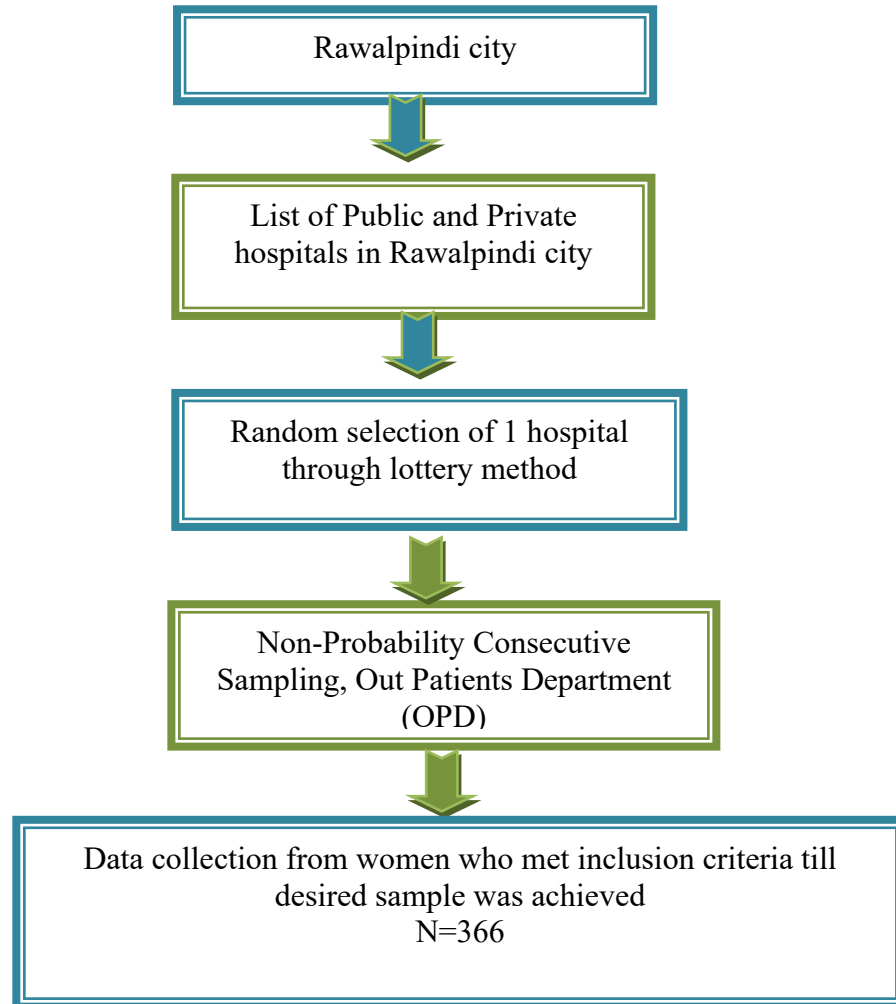 Rawalpindi city
List of Public and Private
hospitals in Rawalpindi city
Random selection of 1 hospital
through lottery method
Non-Probability Consecutive
Sampling, Out Patients Department
(OPD)
Data collection from women who met inclusion criteria till
desired sample was achieved
N=366